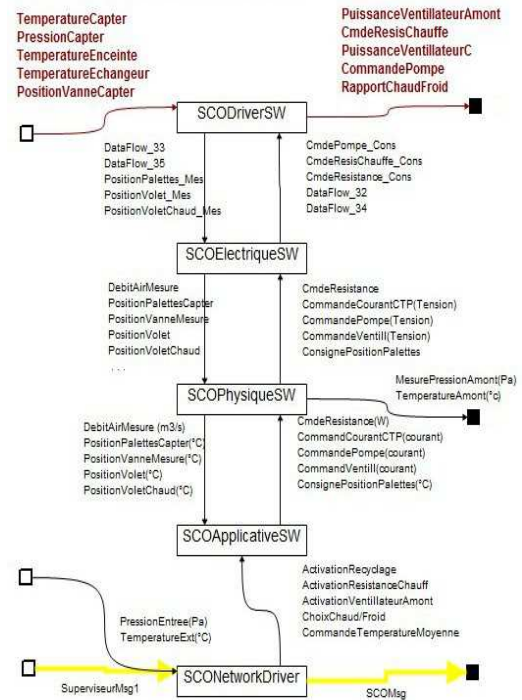 TemperatureCapter
PressionCapter
TemperatureEnceinte
TemperatureEchangeur
PositionVanneCapter
PuissanceVentillateurAmont
CmdeResisChauffe
PuissanceVentillateurC
CommandePompe
RapportChaudFroid
SCODriverSW
DataFlow_33
DataFlow_35
PositionPalettes_Mes
PositionVolet_Mes
PositionVoletChaud_Mes
CmdePompe_Cons
CmdeResisChauffe_Cons
CmdeResistance_Cons
DataFlow_32
DataFlow_34
SCOElectriqueSW
DebitAirMesure
PositionPalettesCapter
PositionVanneMesure
PositionVolet
PositionVoletChaud
. . .
CmdeResistance
CommandeCourantCTP(Tension)
CommandePompe(Tension)
CommandeVentill(Tension)
ConsignePositionPalettes
SCOPhysiqueSW
MesurePressionAmont(Pa)
TemperatureAmont(°c)
DebitAirMesure (m3/s)
PositionPalettesCapter(°C)
PositionVanneMesure(°C)
PositionVolet(°C)
PositionVoletChaud(°C)
CmdeResistance(W)
CommandCourantCTP(courant)
CommandePompe(courant)
CommandVentill(courant)
ConsignePositionPalettes(°C)
SCOApplicativeSW
ActivationRecyclage
ActivationResistanceChauff
ActivationVentillateurAmont
ChoixChaud/Froid
CommandeTemperatureMoyenne
PressionEntree(Pa)
TemperatureExt(°C)
SCONetworkDriver
SuperviseurMsg1
SCOMsg